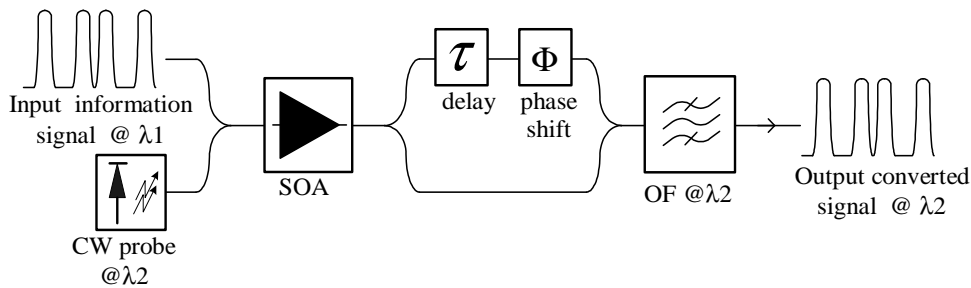 Input information
signal @ λ1
CW probe
@λ2
SOA
τ
delay
Φ
phase
shift
OF @λ2
Output converted
signal @ λ2